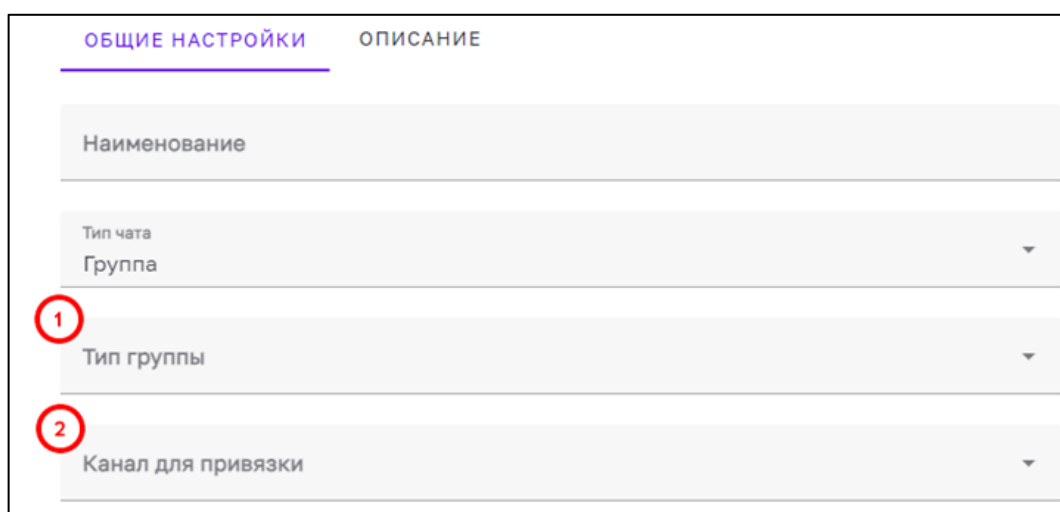 ОБЩИЕ НАСТРОЙКИ ОПИСАНИЕ
Наименование
Тип чата
Группа
1
Тип группы
2
Канал для привязки